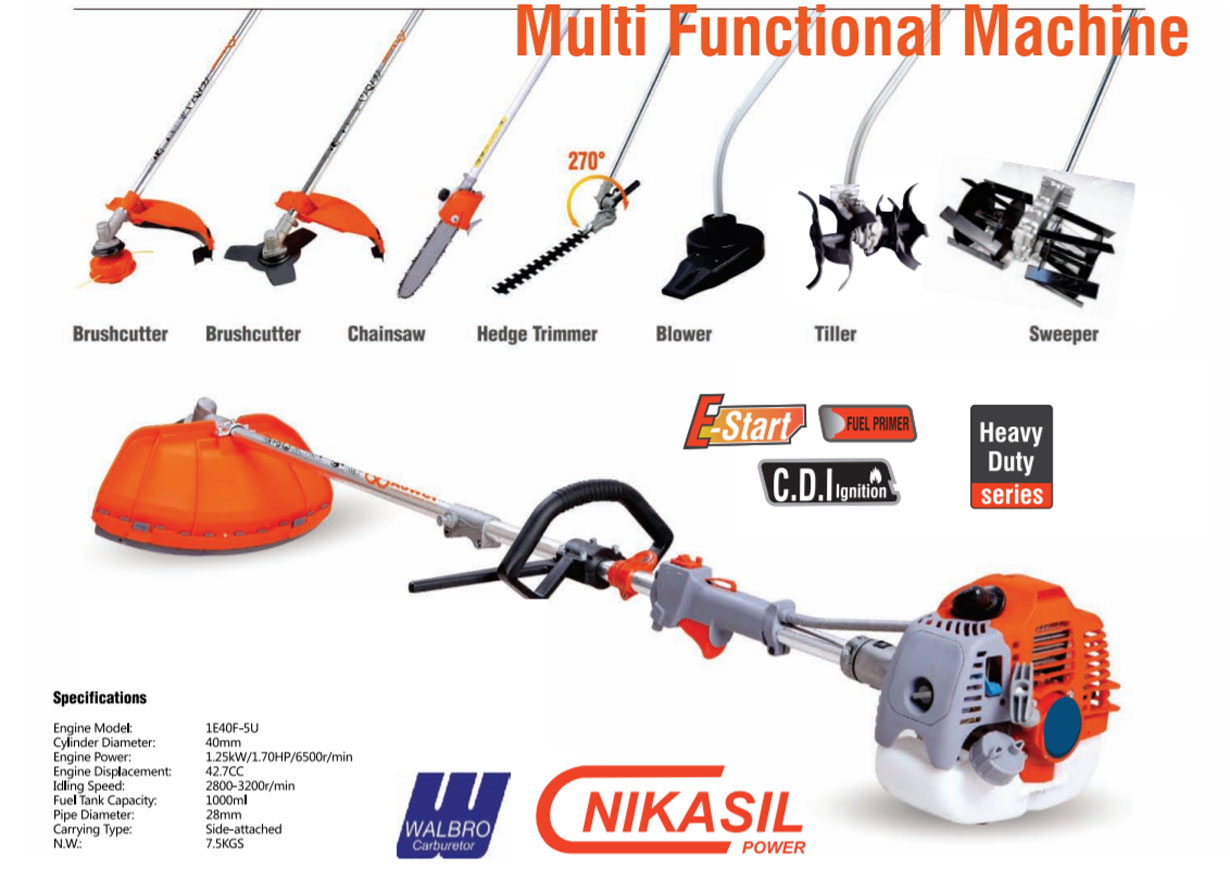 Multi Functional Machine
270°
Brushcutter
Brushcutter
Chainsaw
Hedge Trimmer
Blower
Tiller
Sweeper
E-Start
FUEL PRIMER
C.D.I Ignition
Heavy
Duty
series
Specifications
Engine Model: 1E40F-5U
Cylinder Diameter: 40mm
Engine Power: 1.25kW/1.70HP/6500r/min
Engine Displacement: 42.7CC
Idling Speed: 2800-3200r/min
Fuel Tank Capacity: 1000ml
Pipe Diameter: 28mm
Carrying Type: Side-attached
N.W.: 7.5KGS
WALBRO
Carburetor
NIKASIL
POWER